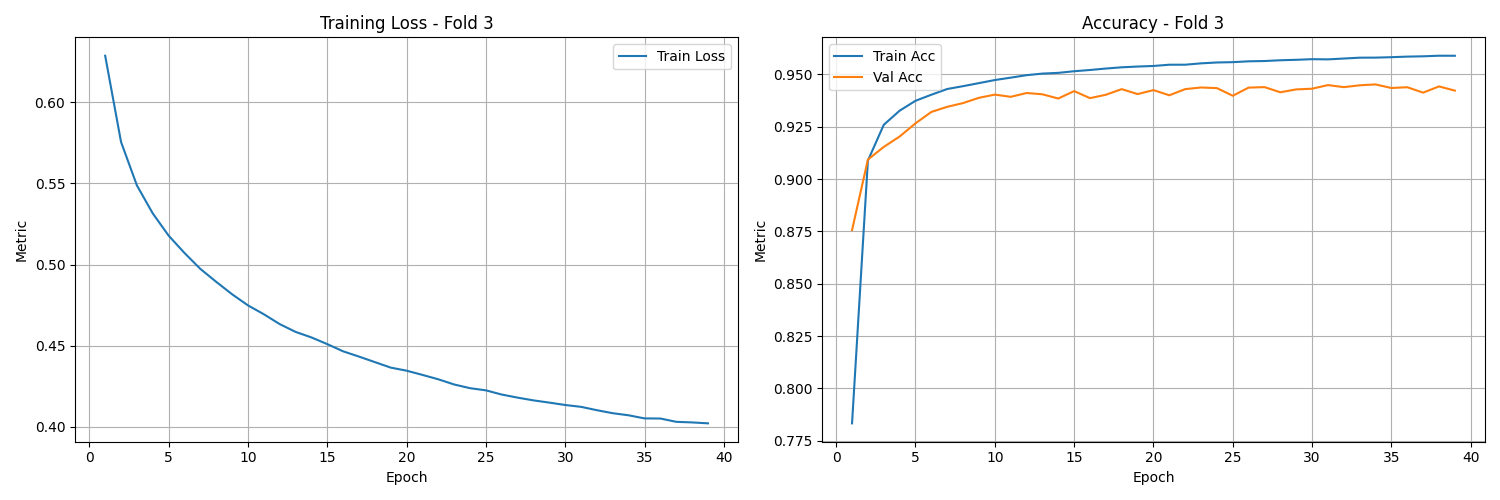 Training Loss - Fold 3
Train Loss
0.60
0.55
0.50
0.45
0.40
Metric
0 5 10 15 20 25 30 35 40
Epoch
Accuracy - Fold 3
Train Acc
Val Acc
0.950
0.925
0.900
0.875
0.850
0.825
0.800
0.775
Metric
0 5 10 15 20 25 30 35 40
Epoch